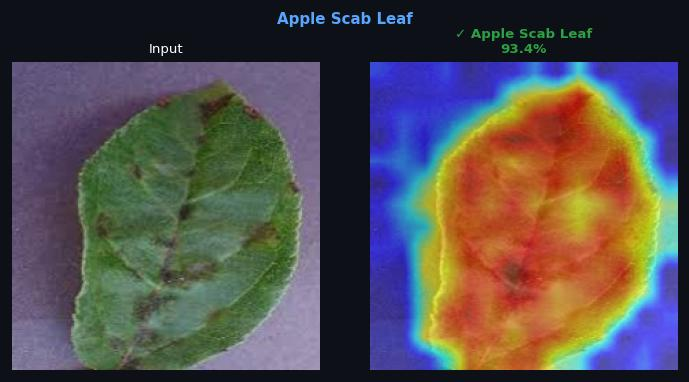 Apple Scab Leaf
Input
✓ Apple Scab Leaf
93.4%